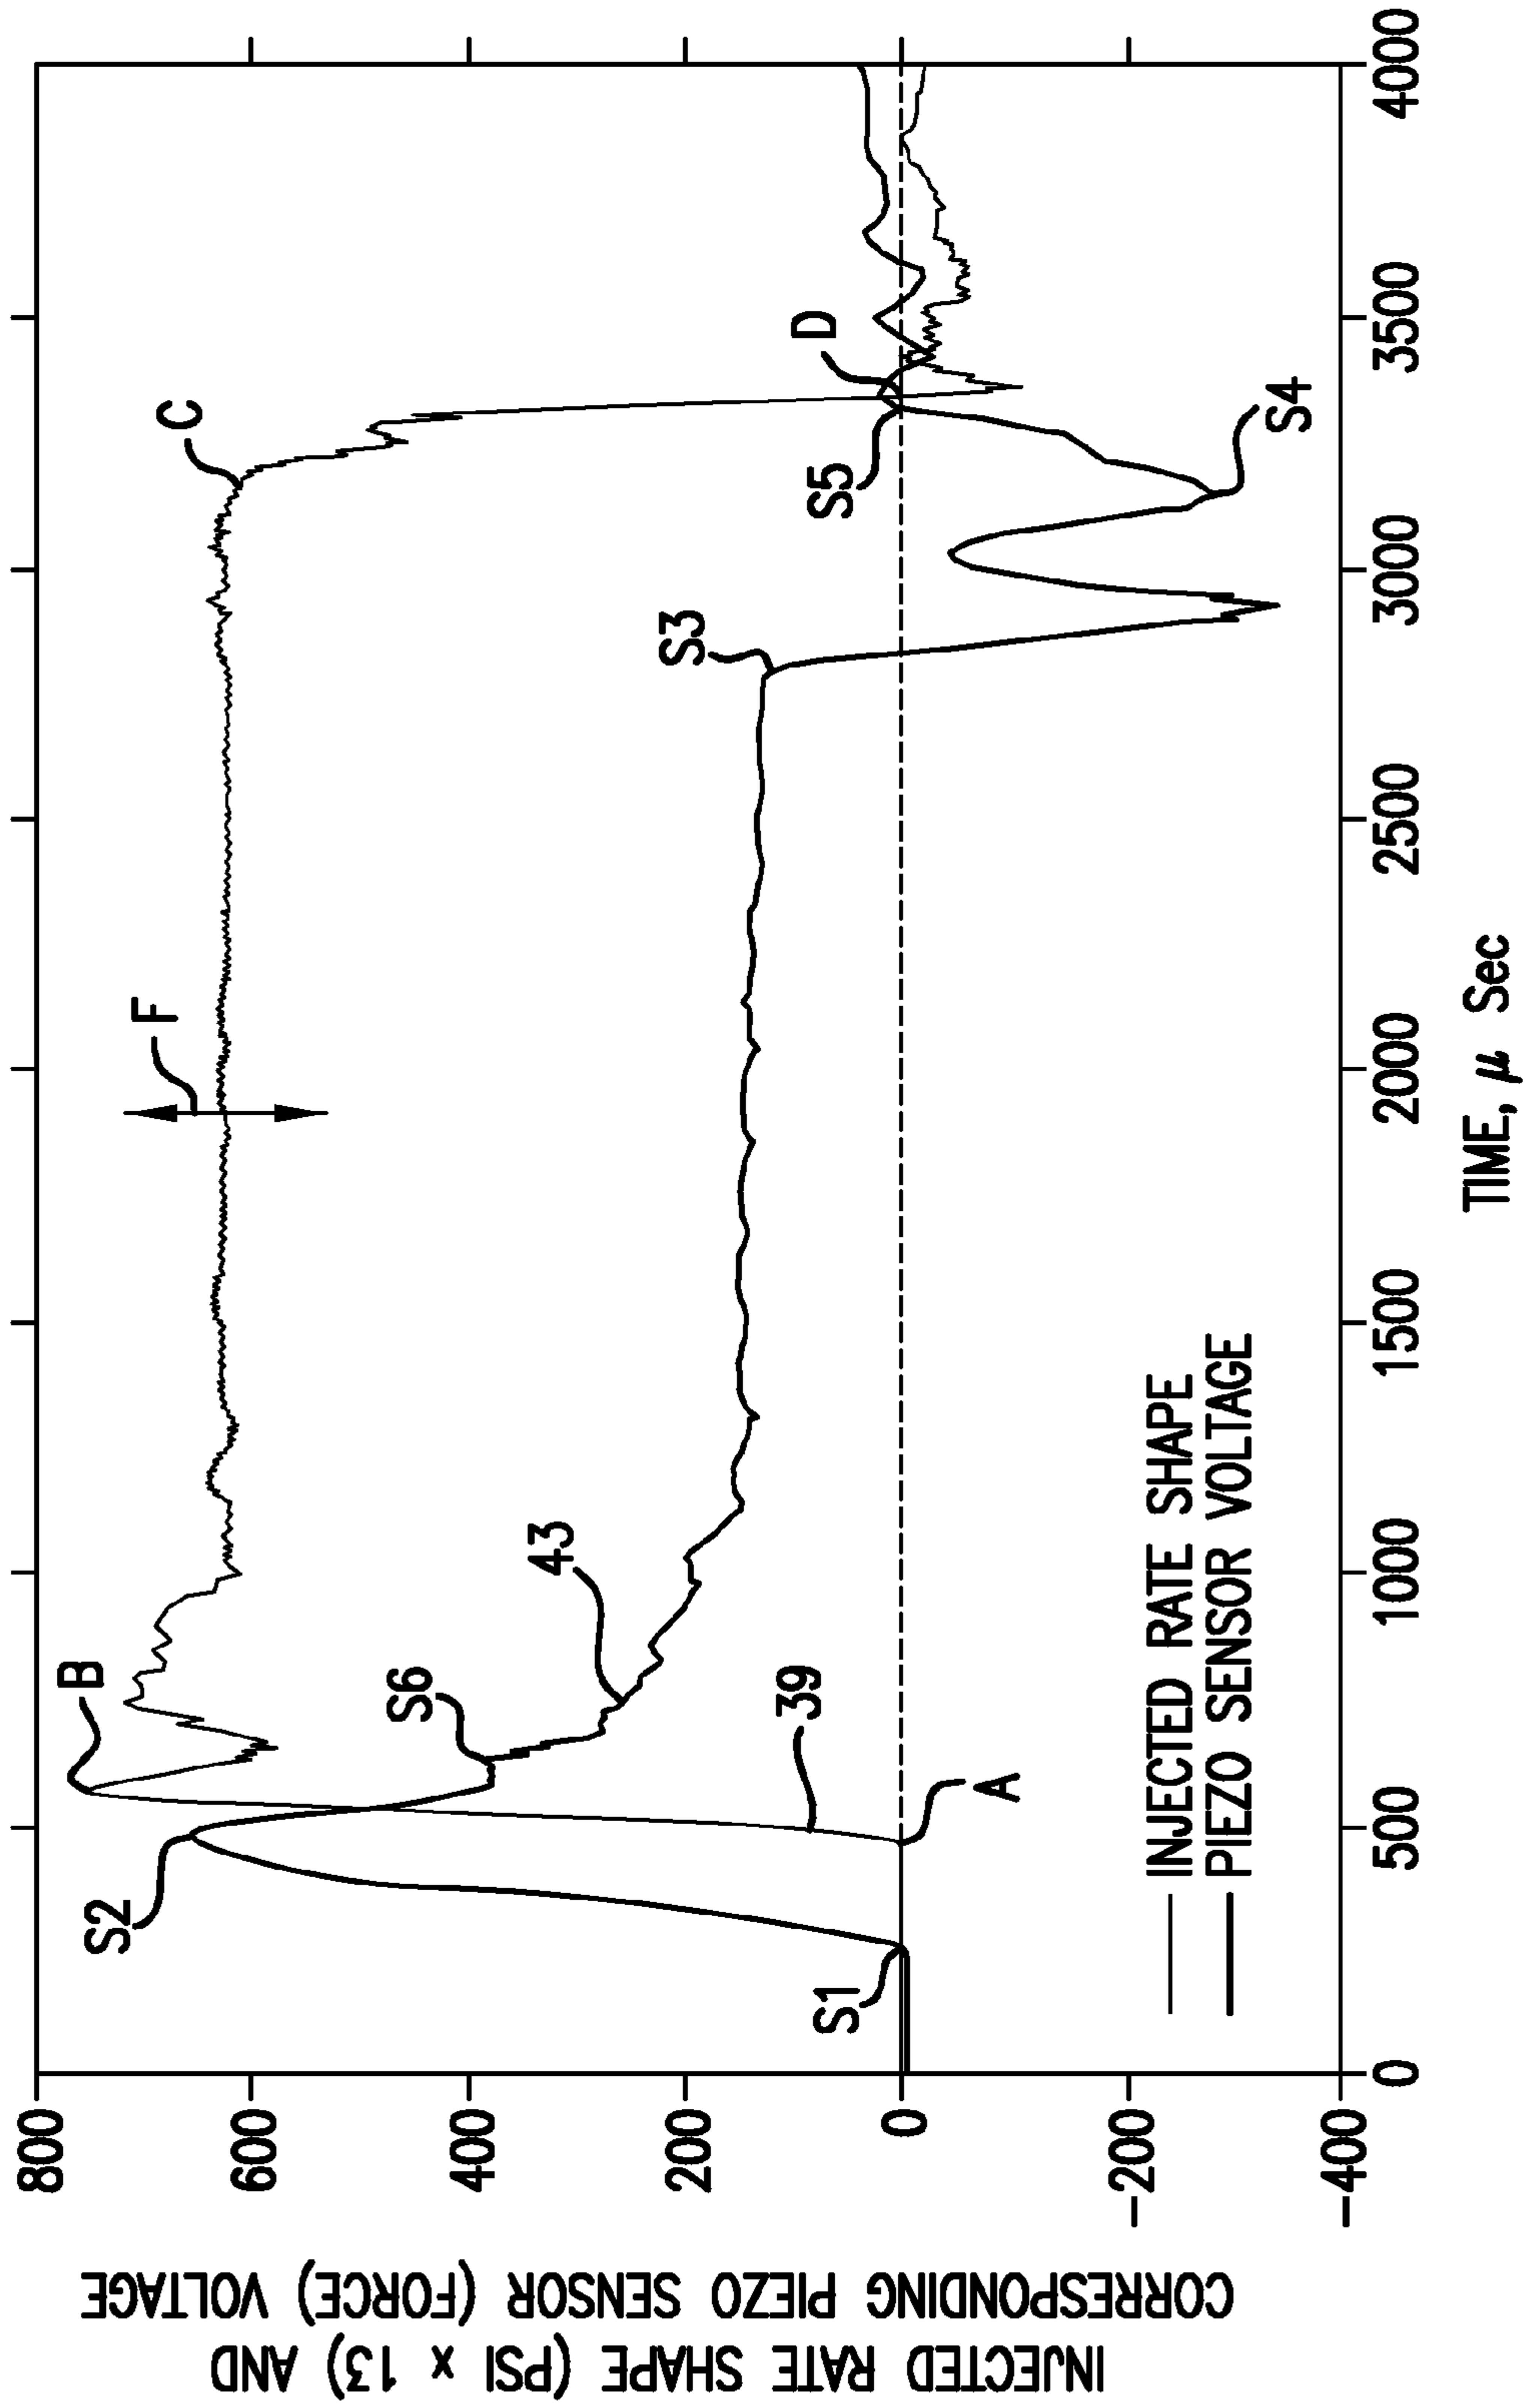 INJECTED RATE SHAPE (PSI x 13) AND
CORRESPONDING PIEZO SENSOR (FORCE) VOLTAGE
800
600
400
200
0
-200
-400
S2
B
F
C
S6
43
S3
39
S1
A
S5
D
S4
INJECTED RATE SHAPE
PIEZO SENSOR VOLTAGE
0
500
1000
1500
2000
2500
3000
3500
4000
TIME, μ Sec